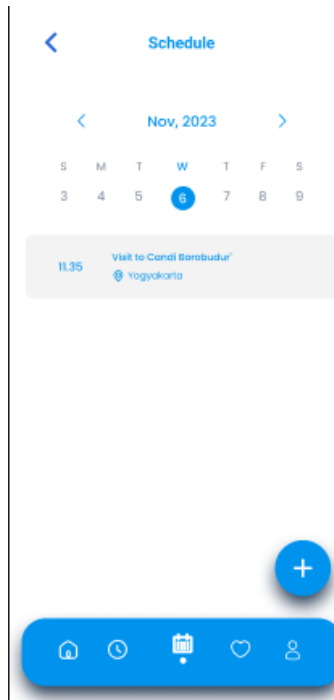 Schedule
Nov, 2023
S M T W T F S
3 4 5 6 7 8 9
11.35
Visit to Candi Borobudur'
Yogyakarta